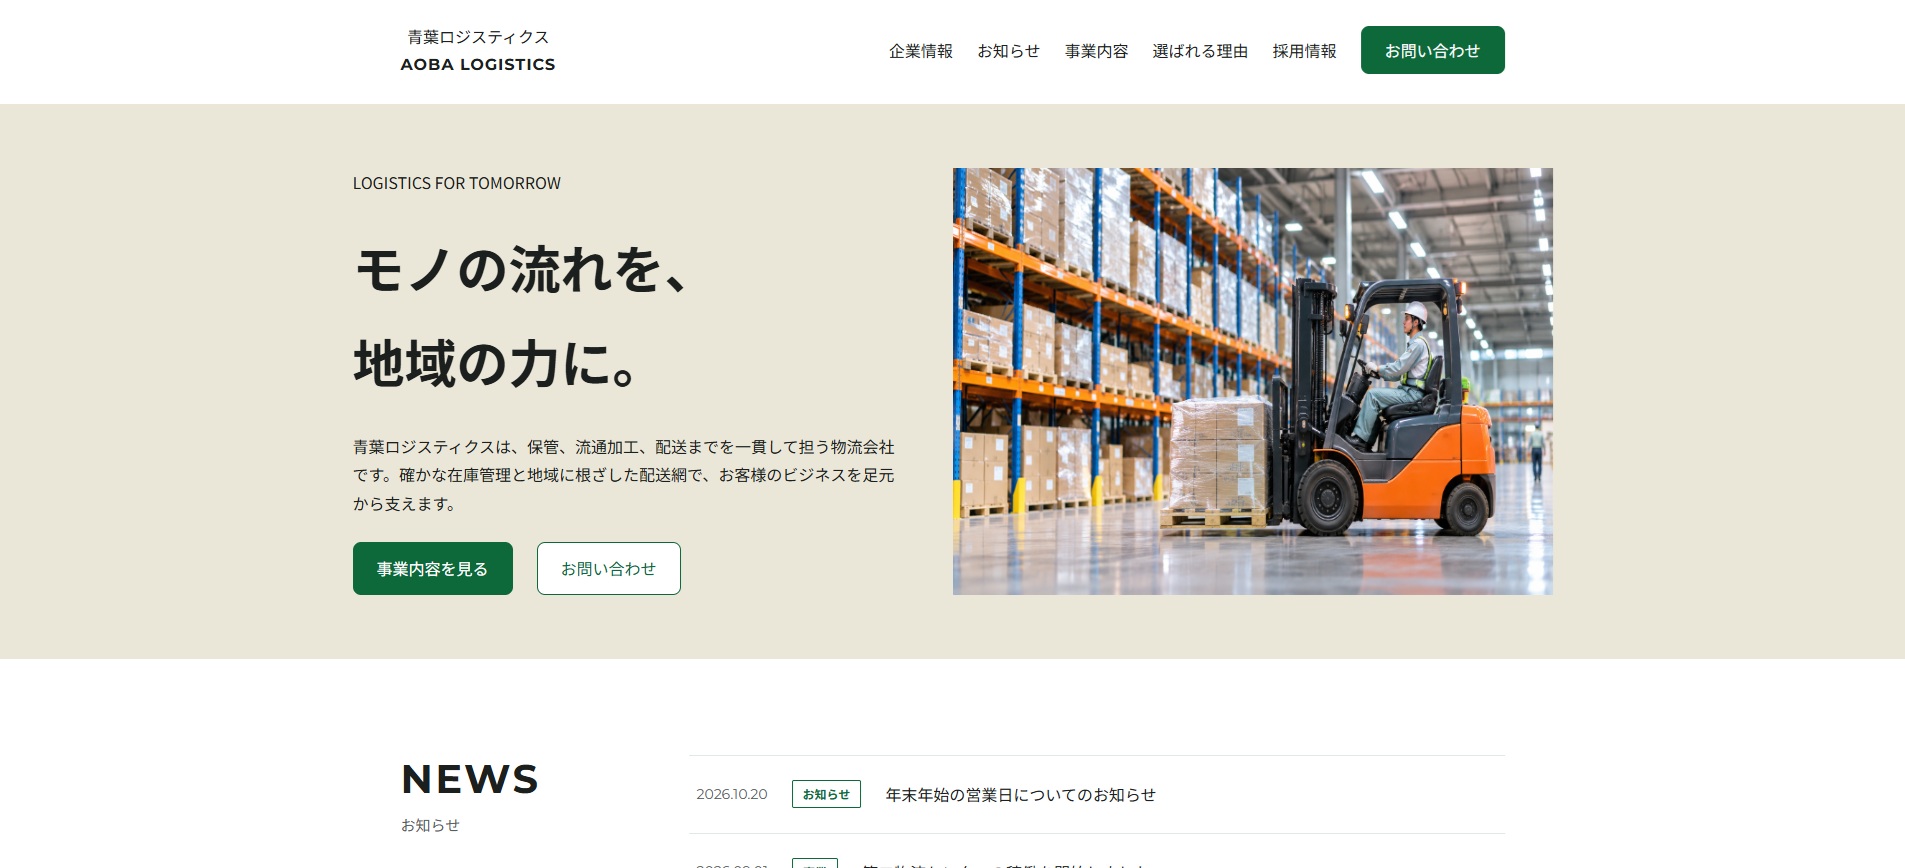 青葉ロジスティクス
AOBA LOGISTICS
企業情報 お知らせ 事業内容 選ばれる理由 採用情報 お問い合わせ
LOGISTICS FOR TOMORROW
モノの流れを、
地域の力に。
青葉ロジスティクスは、保管、流通加工、配送までを一貫して担う物流会社
です。確かな在庫管理と地域に根ざした配送網で、お客様のビジネスを足元
から支えます。
事業内容を見る お問い合わせ
NEWS
お知らせ
2026.10.20 お知らせ 年末年始の営業日についてのお知らせ